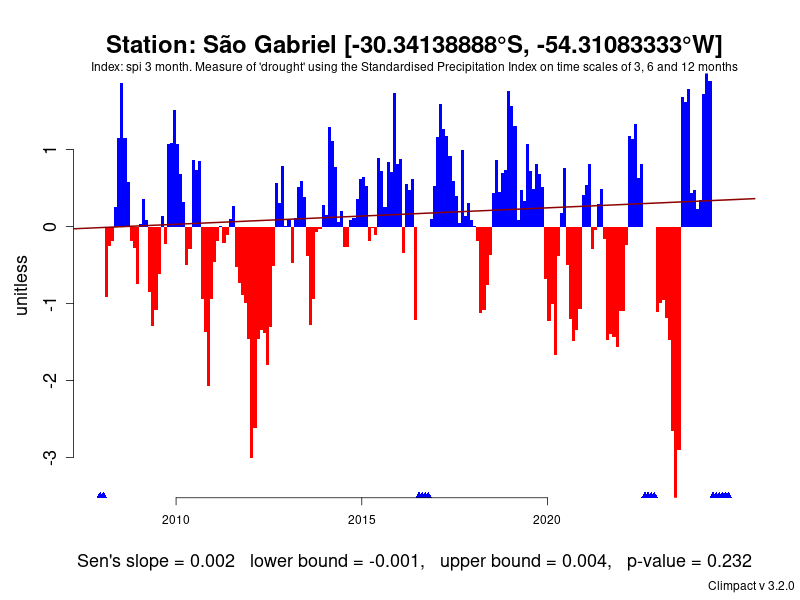 Station: São Gabriel [-30.34138888°S, -54.31083333°W]
Index: spi 3 month. Measure of 'drought' using the Standardised Precipitation Index on time scales of 3, 6 and 12 months
unitless
1
0
-1
-2
-3
2010 2015 2020
Sen's slope = 0.002 lower bound = -0.001, upper bound = 0.004, p-value = 0.232
Climpact v 3.2.0